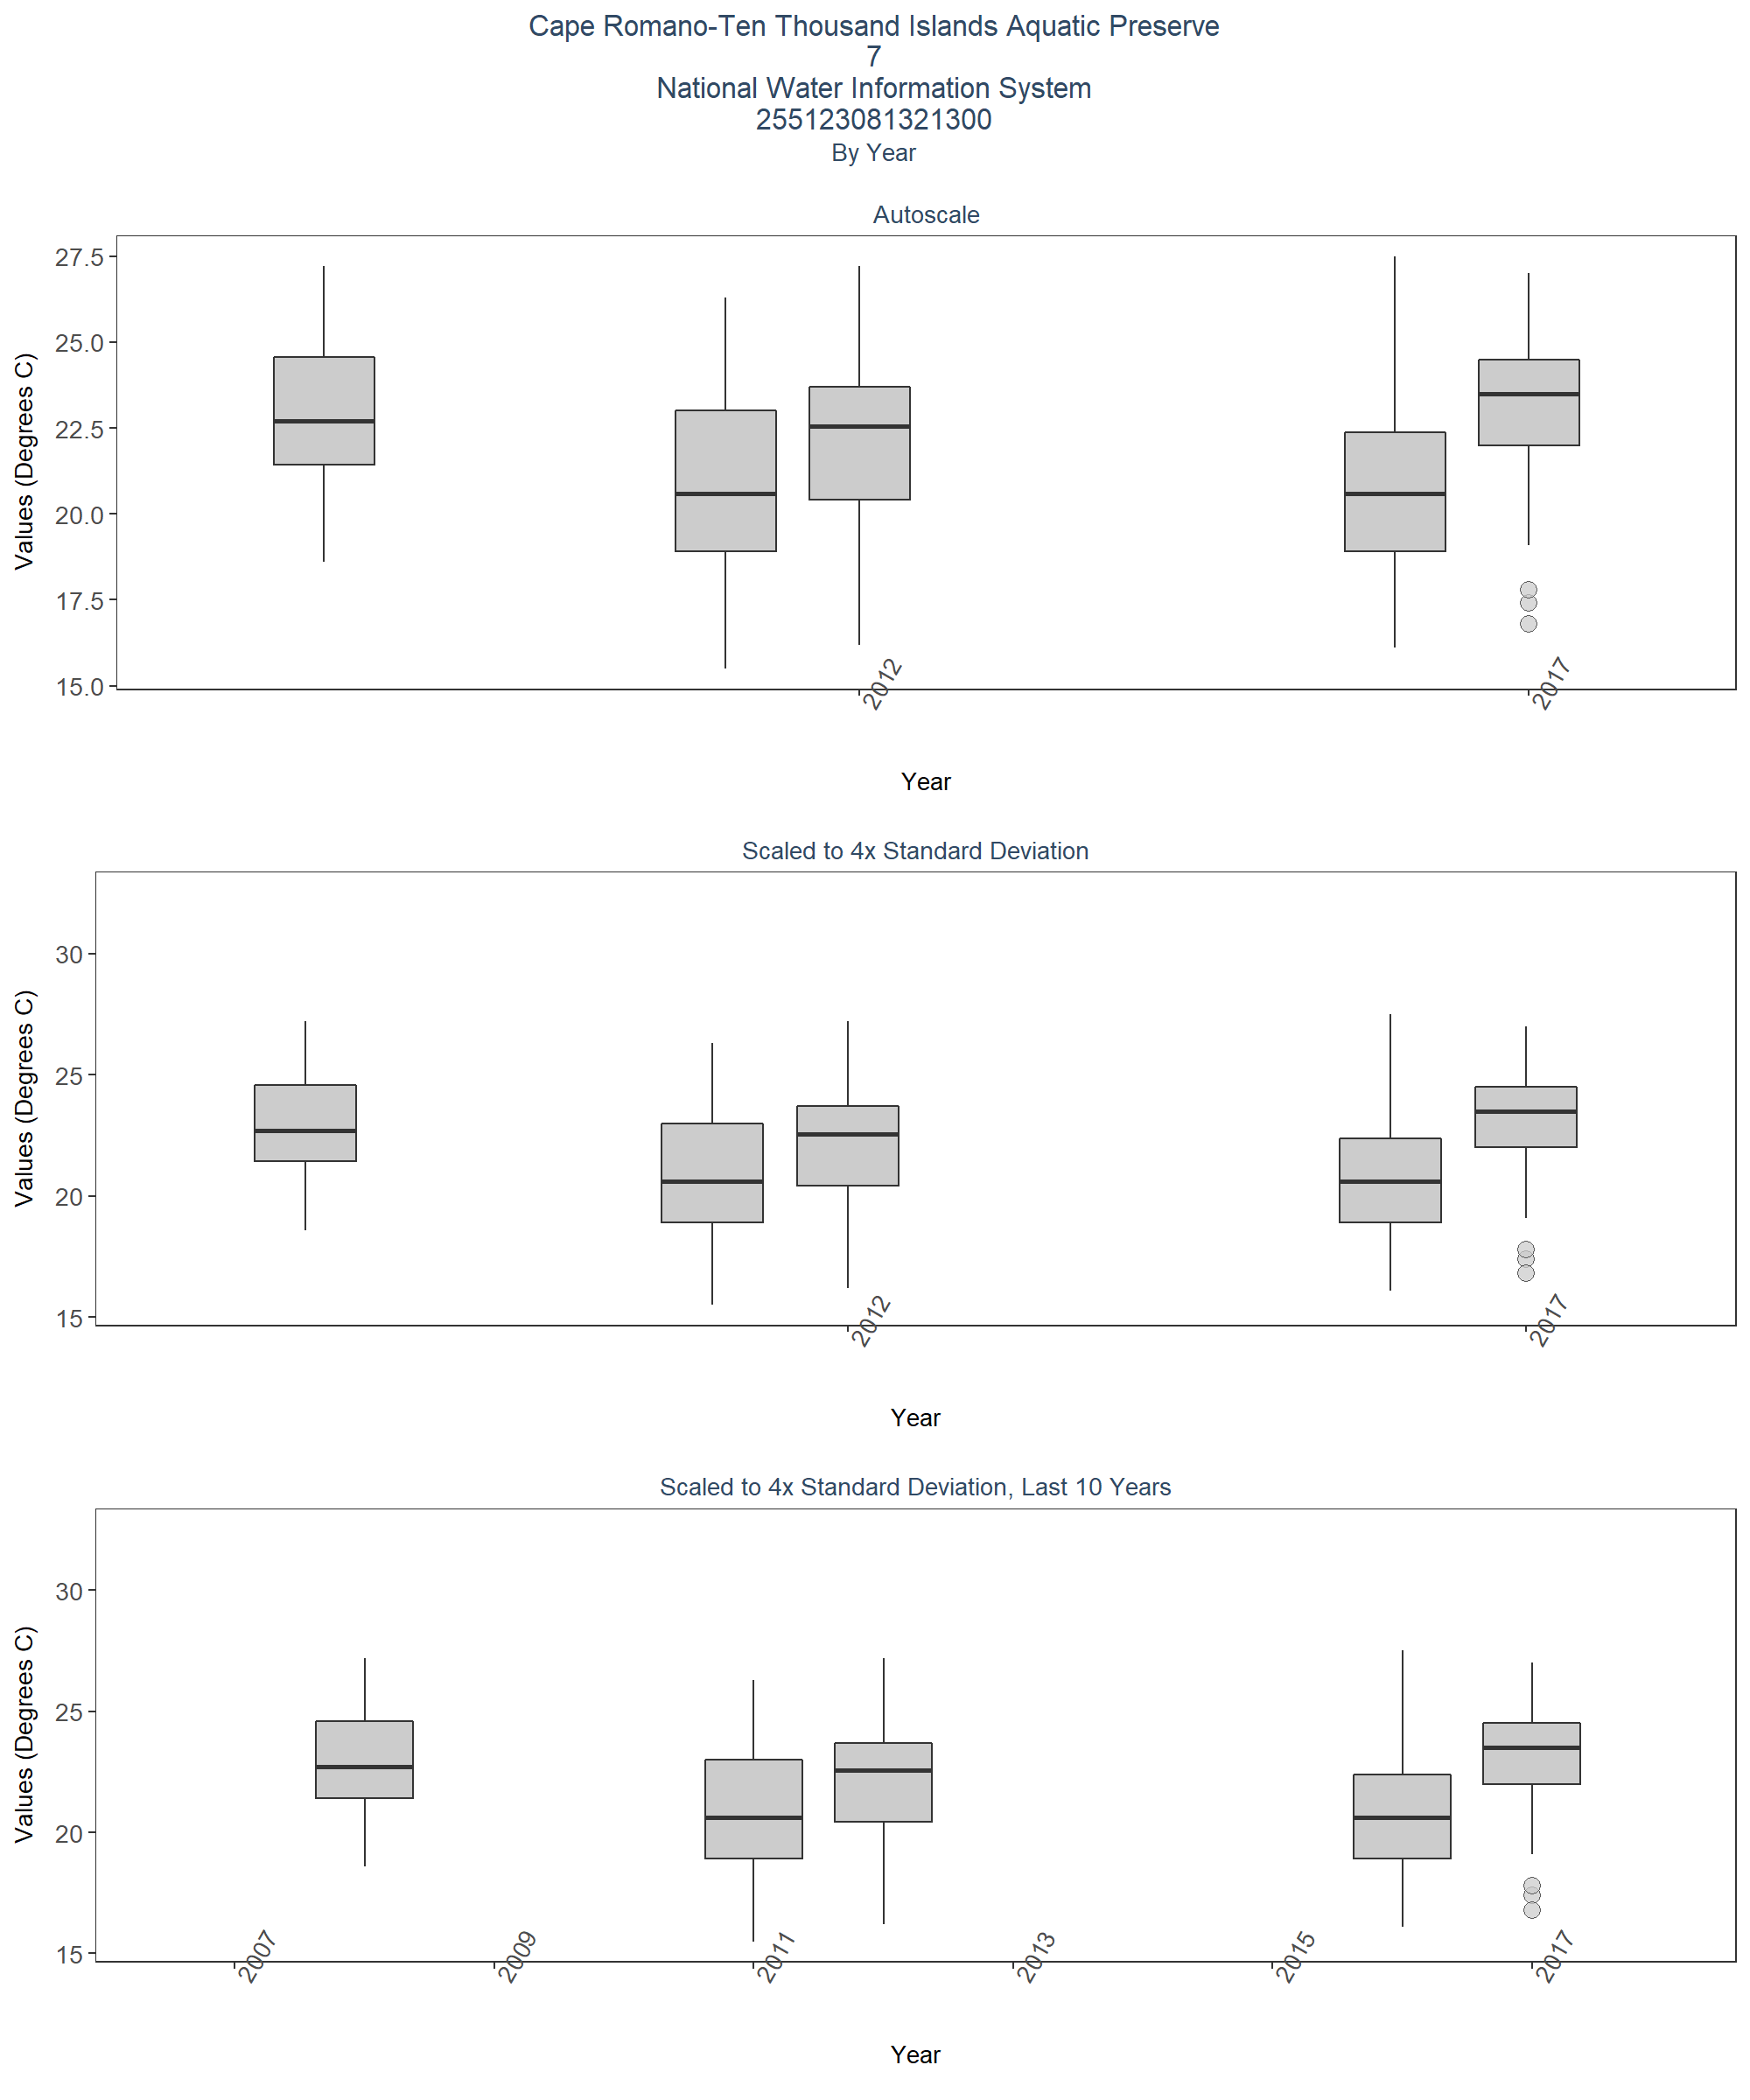 Cape Romano-Ten Thousand Islands Aquatic Preserve
7
National Water Information System
255123081321300
By Year
Autoscale
27.5
25.0
22.5
20.0
17.5
15.0
Values (Degrees C)
2012
2017
Year
Scaled to 4x Standard Deviation
30
25
20
15
Values (Degrees C)
2012
2017
Year
Scaled to 4x Standard Deviation, Last 10 Years
30
25
20
15
Values (Degrees C)
2007
2009
2011
2013
2015
2017
Year